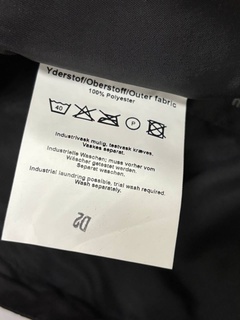 Yderstof/Oberstoff/Outer fabric
100% Polyester
40 P
Industrivask mulig, testvask kræves.
Vaskes separat.
Industrielle Waschen; muss vorher vom
Wäscher getestet werden.
Separat waschen.
Industrial laundring possible, trial wash required.
Wash separately.
D2